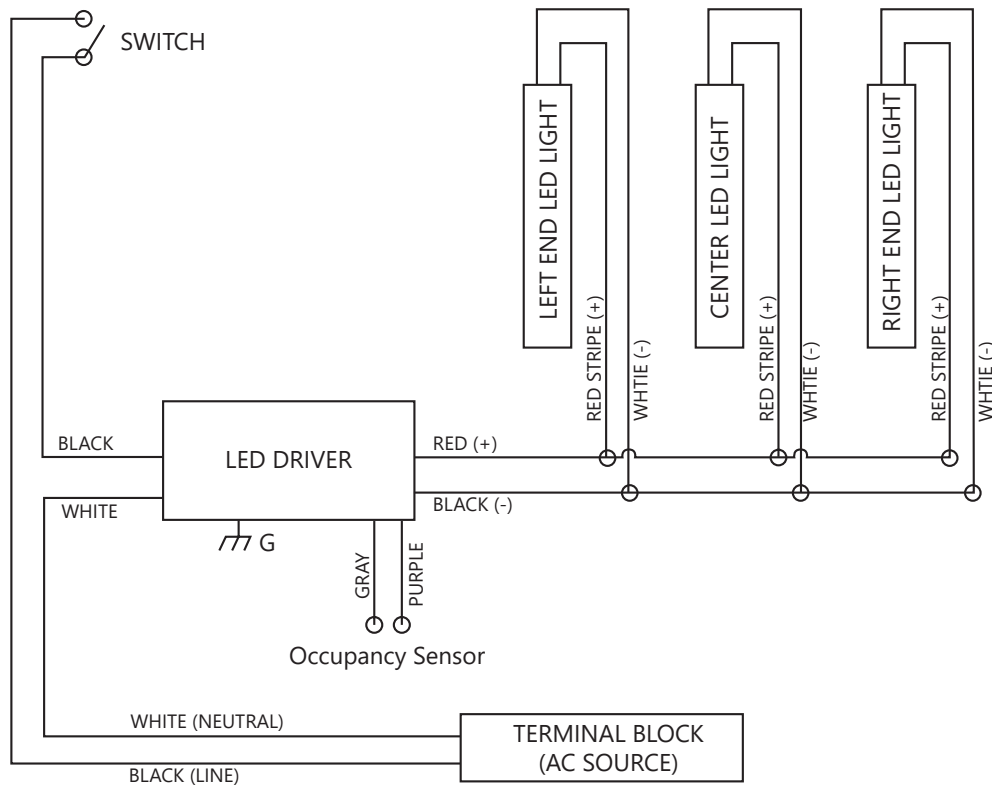 SWITCH
LEFT END LED LIGHT
CENTER LED LIGHT
RIGHT END LED LIGHT
RED STRIPE (+)
WHTIE (-)
RED STRIPE (+)
WHTIE (-)
RED STRIPE (+)
WHTIE (-)
BLACK
LED DRIVER
RED (+)
WHITE
BLACK (-)
G
GRAY
PURPLE
Occupancy Sensor
WHITE (NEUTRAL)
TERMINAL BLOCK
(AC SOURCE)
BLACK (LINE)